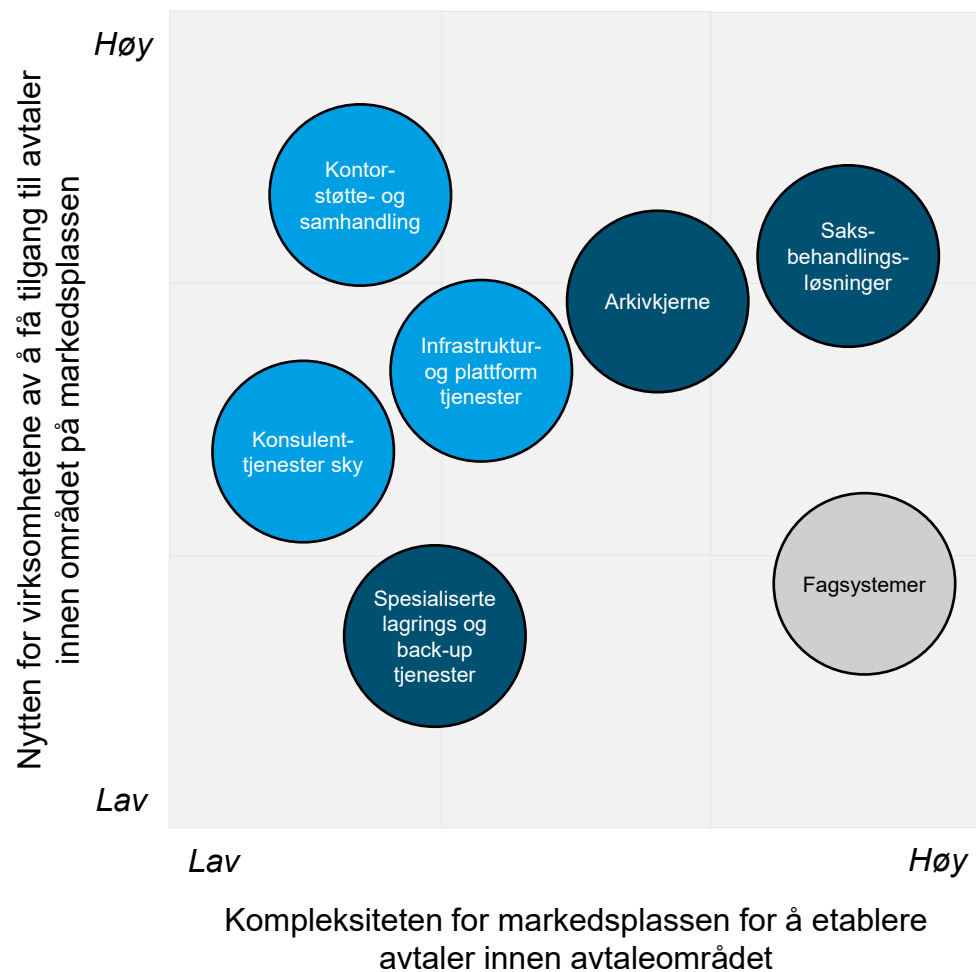 Høy
Nytten for virksomhetene av å få tilgang til avtaler
innen området på markedsplassen
Kontor-
støtte- og
samhandling
Saks-
behandlings-
løsninger
Arkivkjerne
Infrastruktur-
og plattform
tjenester
Konsulent-
tjenester sky
Fagsystemer
Spesialiserte
lagrings og
back-up
tjenester
Lav
Lav
Høy
Kompleksiteten for markedsplassen for å etablere
avtaler innen avtaleområdet